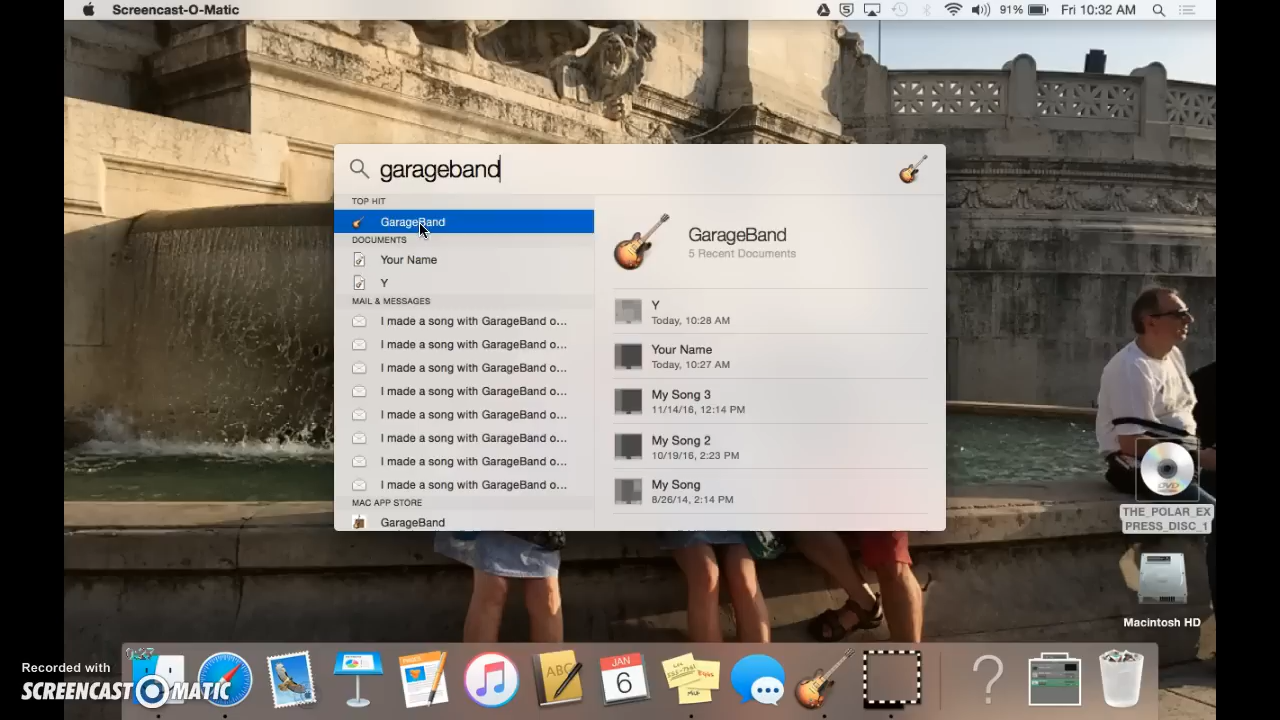 Screencast-O-Matic
91%
Fri 10:32 AM
garageband
TOP HIT
GarageBand
DOCUMENTS
Your Name
Y
MAIL & MESSAGES
I made a song with GarageBand o...
I made a song with GarageBand o...
I made a song with GarageBand o...
I made a song with GarageBand o...
I made a song with GarageBand o...
I made a song with GarageBand o...
I made a song with GarageBand o...
I made a song with GarageBand o...
MAC APP STORE
GarageBand
GarageBand
5 Recent Documents
Y
Today, 10:28 AM
Your Name
Today, 10:27 AM
My Song 3
11/14/16, 12:14 PM
My Song 2
10/19/16, 2:23 PM
My Song
8/26/14, 2:14 PM
DVD
THE_POLAR_EX
PRESS_DISC_1
Macintosh HD
ABC
JAN
6
Recorded with
SCREENCAST-O-MATIC